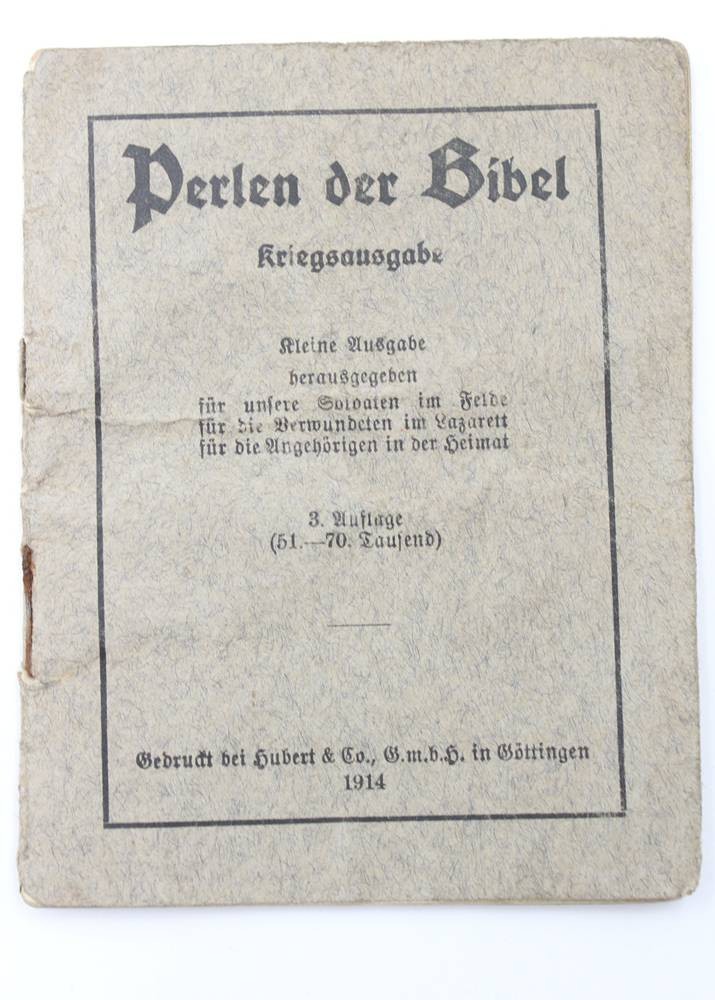 Perlen der Bibel
Kriegsausgabe
Kleine Ausgabe
herausgegeben
für unsere Soldaten im Felde
für die Verwundeten im Lazarett
für die Angehörigen in der Heimat
3. Auflage
(51.—70. Tausend)
Gedruckt bei Hubert & Co., G.m.b.H. in Göttingen
1914